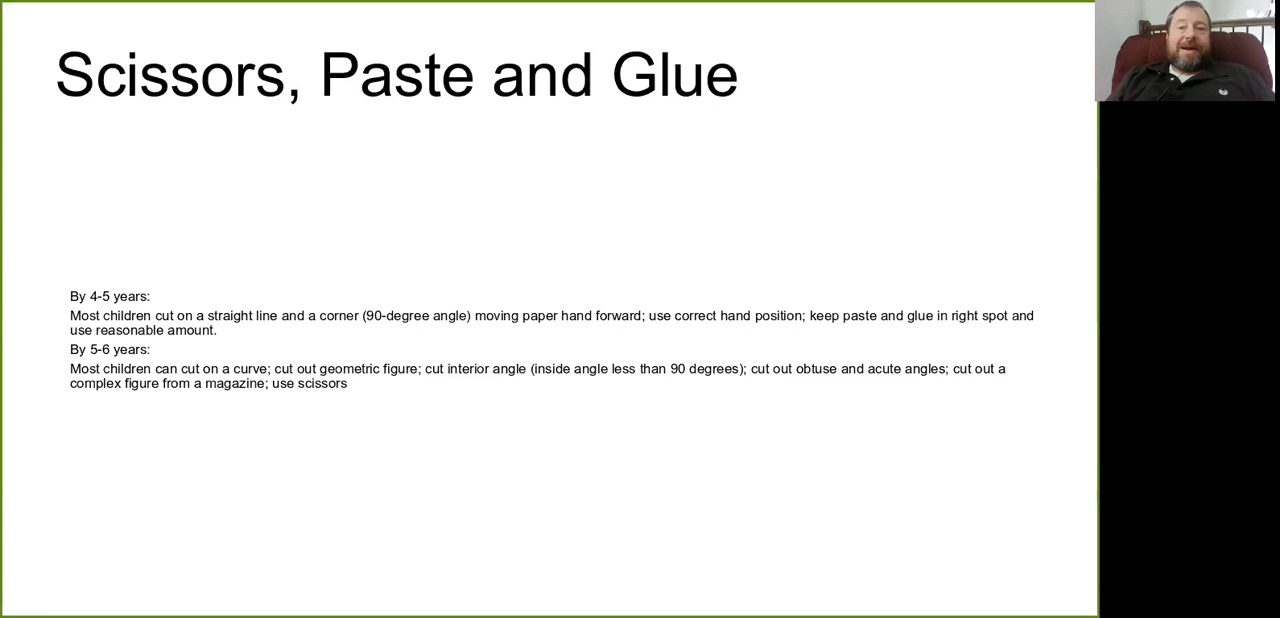 Scissors, Paste and Glue
By 4-5 years:
Most children cut on a straight line and a corner (90-degree angle) moving paper hand forward; use correct hand position; keep paste and glue in right spot and
use reasonable amount.
By 5-6 years:
Most children can cut on a curve; cut out geometric figure; cut interior angle (inside angle less than 90 degrees); cut out obtuse and acute angles; cut out a
complex figure from a magazine; use scissors